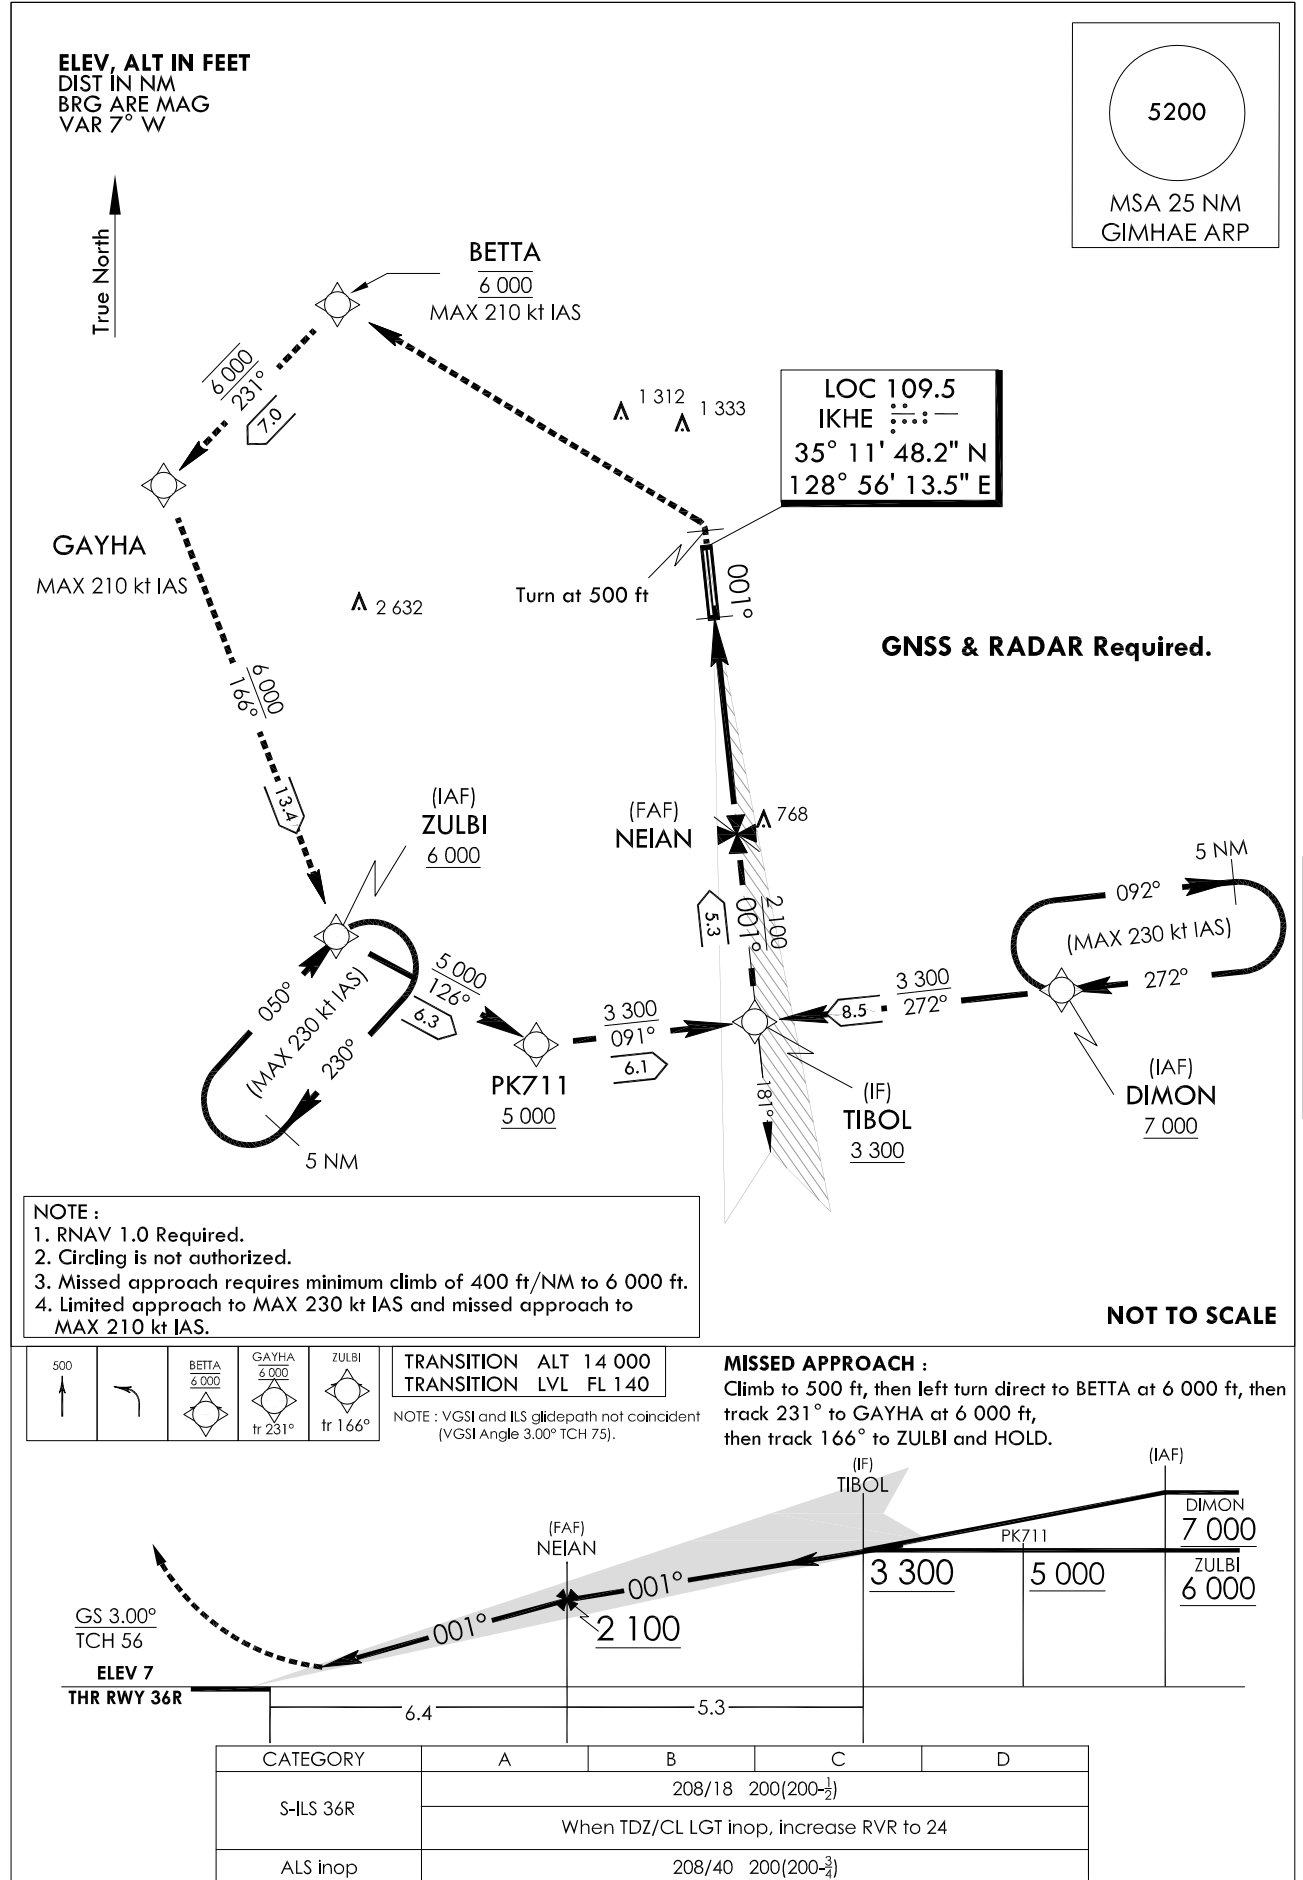 ELEV, ALT IN FEET
DIST IN NM
BRG ARE MAG
VAR 7° W
5200
MSA 25 NM
GIMHAE ARP
True North
BETTA
6 000
MAX 210 kt IAS
6 000
231°
7.0
1 312
1 333
LOC 109.5
IKHE
35° 11' 48.2" N
128° 56' 13.5" E
GAYHA
MAX 210 kt IAS
Turn at 500 ft
001°
2 632
GNSS & RADAR Required.
6 000
166°
13.4
(IAF)
ZULBI
6 000
(FAF)
NEIAN
768
5 NM
092°
(MAX 230 kt IAS)
272°
5.3
001°
2 100
050°
(MAX 230 kt IAS)
230°
5 NM
5 000
126°
6.3
3 300
091°
6.1
8.5
3 300
272°
PK711
5 000
181°
(IF)
TIBOL
3 300
(IAF)
DIMON
7 000
NOTE :
1. RNAV 1.0 Required.
2. Circling is not authorized.
3. Missed approach requires minimum climb of 400 ft/NM to 6 000 ft.
4. Limited approach to MAX 230 kt IAS and missed approach to
MAX 210 kt IAS.
NOT TO SCALE
500
BETTA
6 000
GAYHA
6 000
tr 231°
ZULBI
tr 166°
TRANSITION ALT 14 000
TRANSITION LVL FL 140
NOTE : VGSI and ILS glidepath not coincident
(VGSI Angle 3.00° TCH 75).
MISSED APPROACH :
Climb to 500 ft, then left turn direct to BETTA at 6 000 ft, then
track 231° to GAYHA at 6 000 ft,
then track 166° to ZULBI and HOLD.
(IF)
TIBOL
(IAF)
DIMON
7 000
PK711
(FAF)
NEIAN
3 300
5 000
ZULBI
6 000
001°
001°
2 100
GS 3.00°
TCH 56
ELEV 7
THR RWY 36R
6.4
5.3
CATEGORY A B C D
S-ILS 36R
208/18 200(200-½)
When TDZ/CL LGT inop, increase RVR to 24
ALS inop 208/40 200(200-¾)